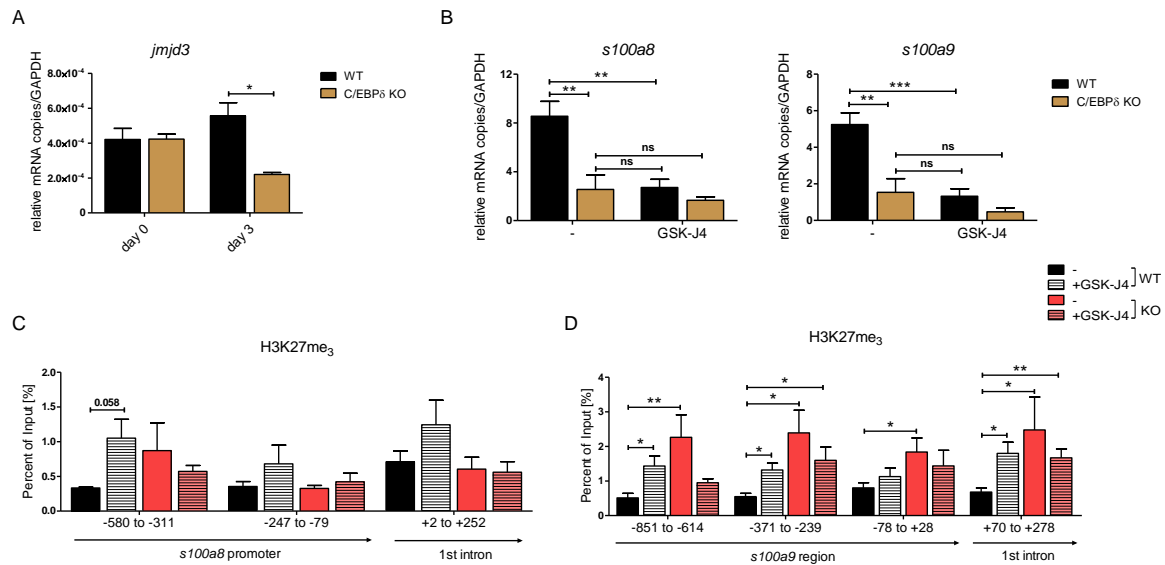 A
jmjd3
relative mRNA copies/GAPDH
8.0×10⁻⁴
6.0×10⁻⁴
4.0×10⁻⁴
2.0×10⁻⁴
0
*
WT
C/EBPδ KO
day 0
day 3
B
s100a8
relative mRNA copies/GAPDH
12
8
4
0
**
**
ns
ns
-
GSK-J4
s100a9
relative mRNA copies/GAPDH
8
6
4
2
0
***
**
ns
ns
-
GSK-J4
WT
C/EBPδ KO
-
+GSK-J4
WT
-
+GSK-J4
KO
C
H3K27me₃
Percent of Input [%]
2.0
1.5
1.0
0.5
0.0
0.058
-580 to -311
-247 to -79
+2 to +252
s100a8 promoter
1st intron
D
H3K27me₃
Percent of Input [%]
4
3
2
1
0
**
*
*
*
*
*
**
*
*
-851 to -614
-371 to -239
-78 to +28
+70 to +278
s100a9 region
1st intron